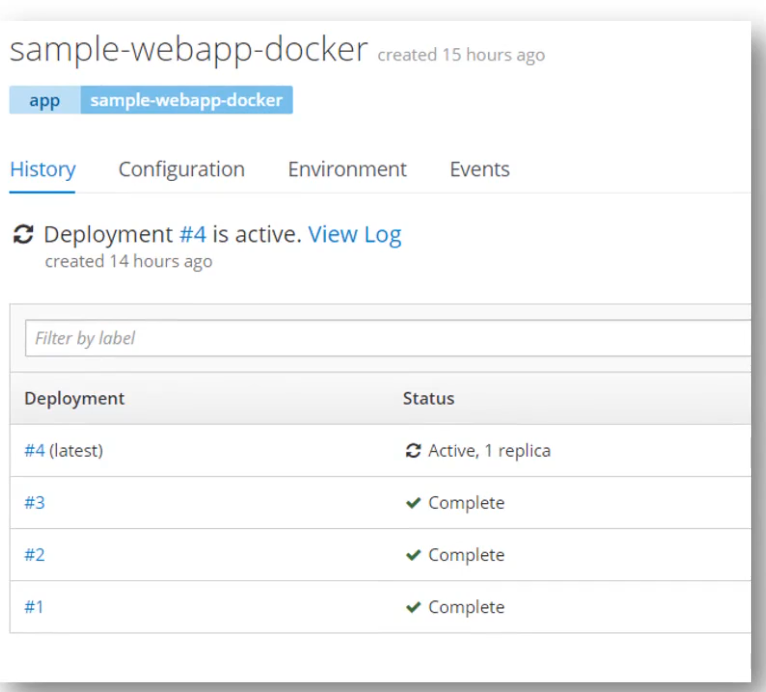 sample-webapp-docker created 15 hours ago
app sample-webapp-docker
History Configuration Environment Events
Deployment #4 is active. View Log
created 14 hours ago
Filter by label
Deployment Status
#4 (latest) Active, 1 replica
#3 Complete
#2 Complete
#1 Complete